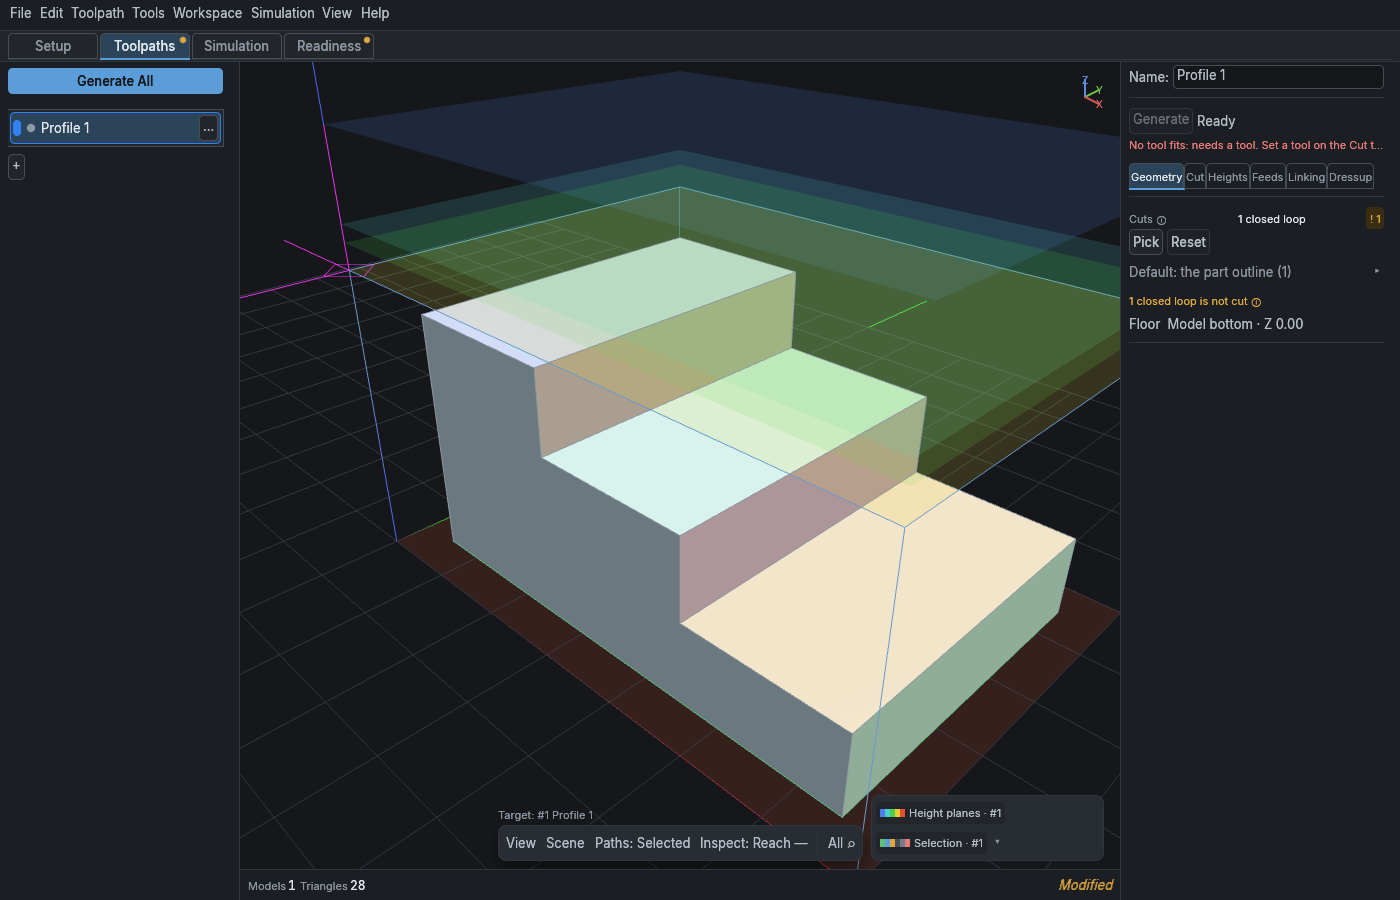 File Edit Toolpath Tools Workspace Simulation View Help
Setup Toolpaths Simulation Readiness
Generate All
Profile 1 ...
+
Z
Y
X
Target: #1 Profile 1
View Scene Paths: Selected Inspect: Reach — All
Height planes · #1
Selection · #1
Models 1 Triangles 28 Modified
Name: Profile 1
Generate Ready
No tool fits: needs a tool. Set a tool on the Cut t...
Geometry Cut Heights Feeds Linking Dressup
Cuts 1 closed loop ! 1
Pick Reset
Default: the part outline (1)
1 closed loop is not cut
Floor Model bottom · Z 0.00